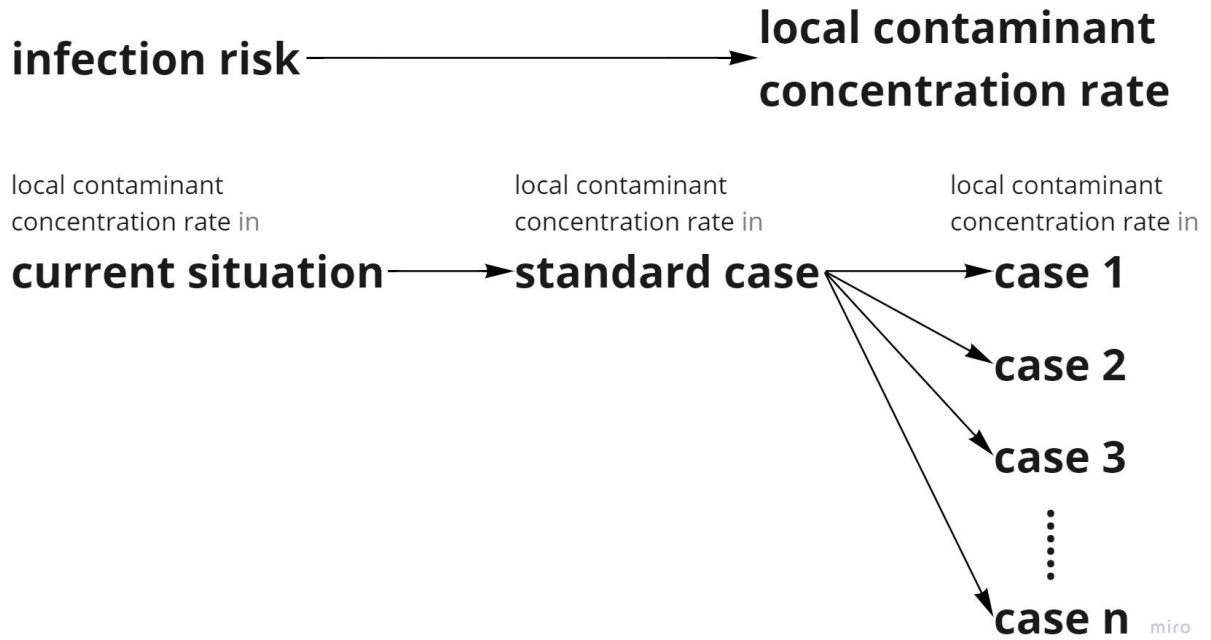 infection risk
local contaminant
concentration rate
local contaminant
concentration rate in
current situation
local contaminant
concentration rate in
standard case
local contaminant
concentration rate in
case 1
case 2
case 3
case n
miro